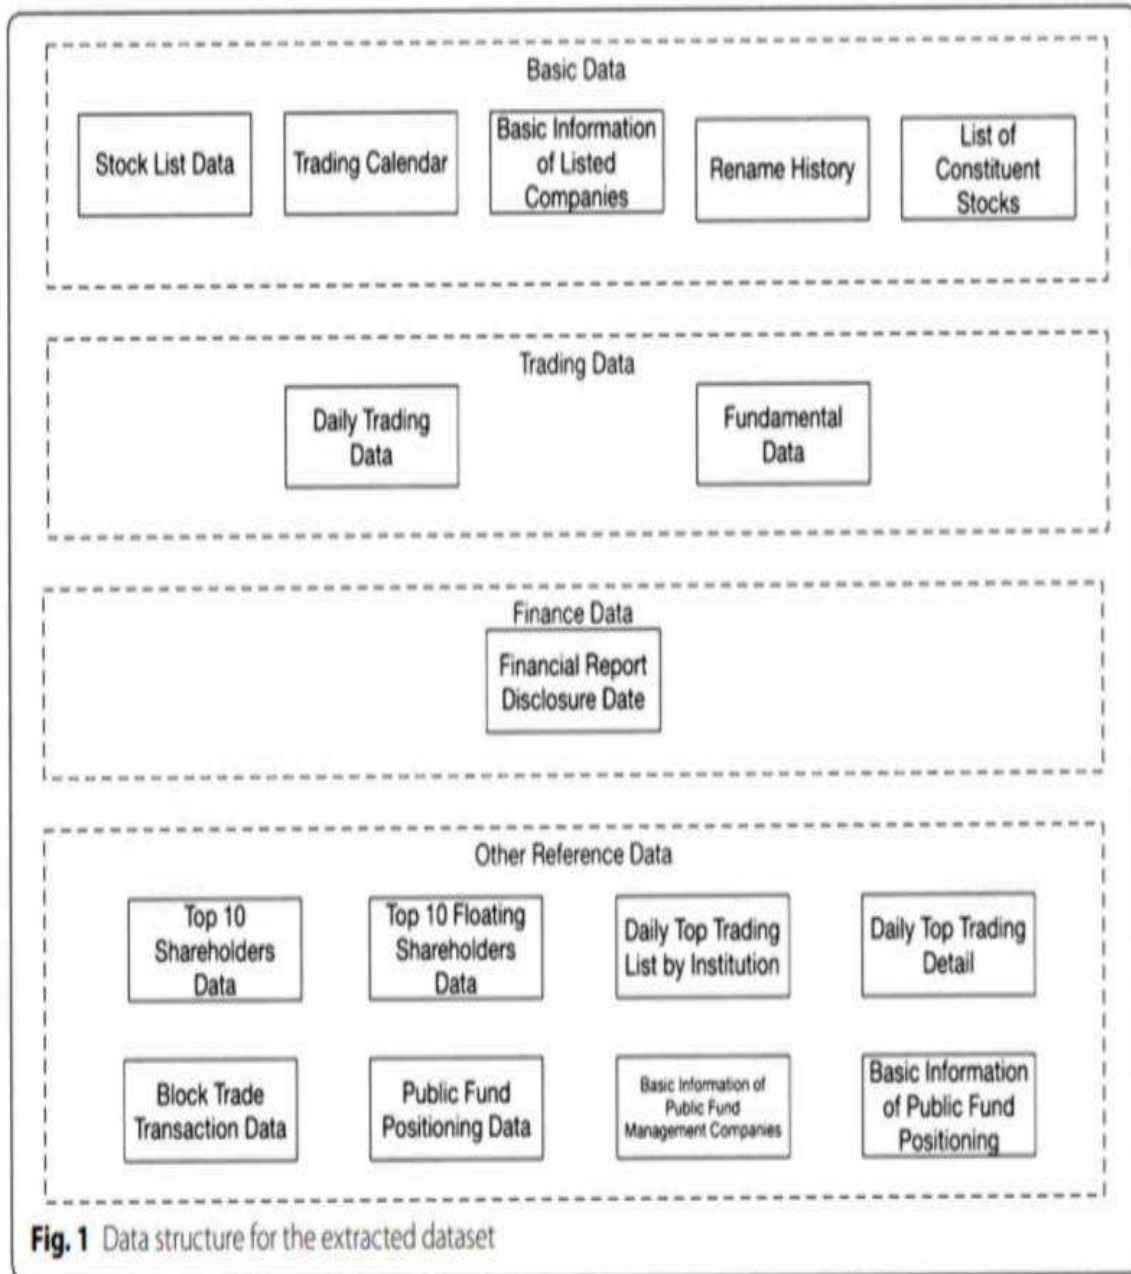 Basic Data
Stock List Data
Trading Calendar
Basic Information
of Listed
Companies
Rename History
List of
Constituent
Stocks
Trading Data
Daily Trading
Data
Fundamental
Data
Finance Data
Financial Report
Disclosure Date
Other Reference Data
Top 10
Shareholders
Data
Top 10 Floating
Shareholders
Data
Daily Top Trading
List by Institution
Daily Top Trading
Detail
Block Trade
Transaction Data
Public Fund
Positioning Data
Basic Information of
Public Fund
Management Companies
Basic Information
of Public Fund
Positioning
Fig. 1 Data structure for the extracted dataset